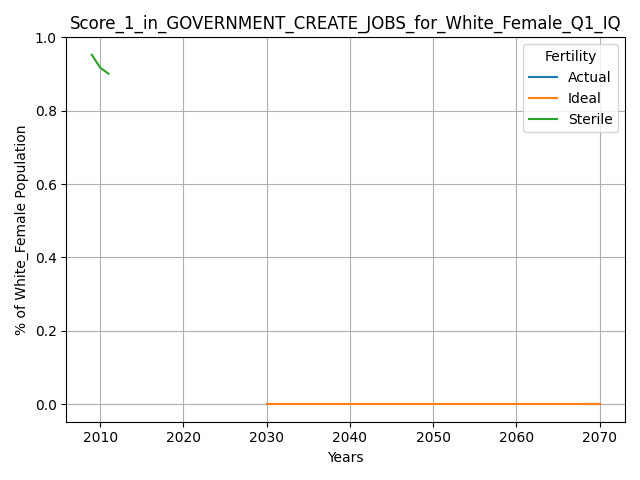 Score_1_in_GOVERNMENT_CREATE_JOBS_for_White_Female_Q1_IQ
1.0
0.8
0.6
0.4
0.2
0.0
% of White_Female Population
Fertility
Actual
Ideal
Sterile
2010 2020 2030 2040 2050 2060 2070
Years